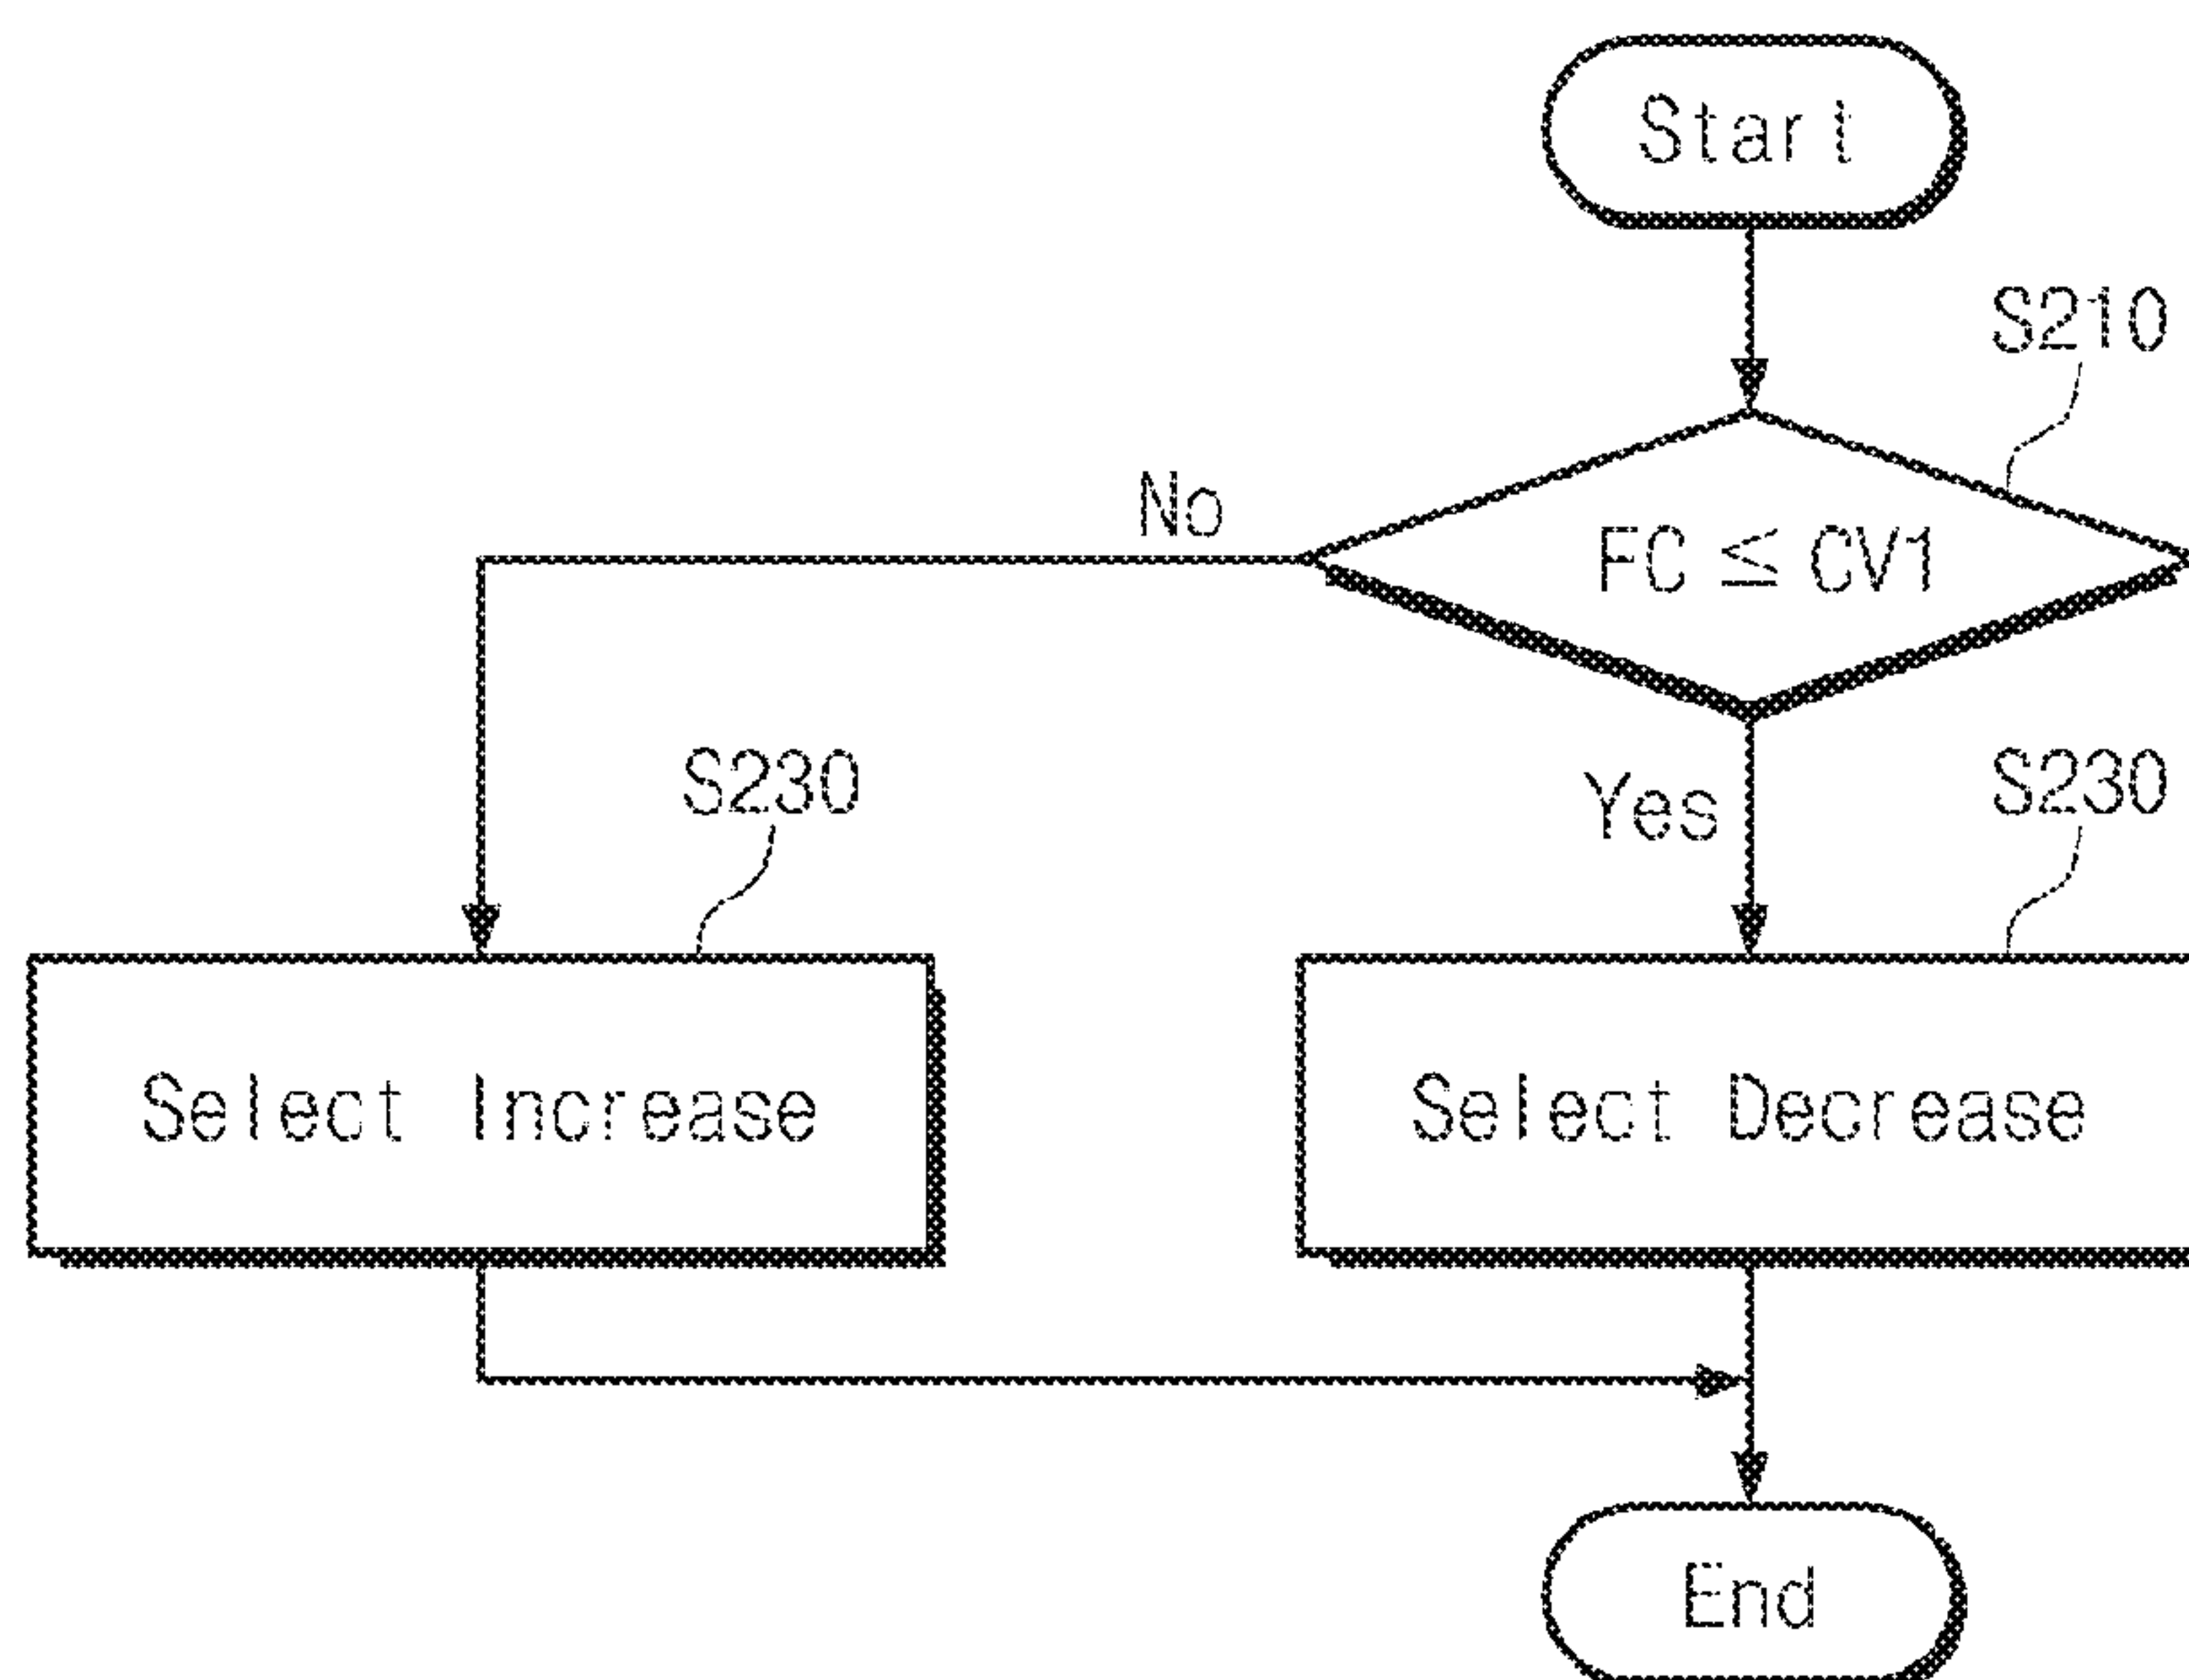 Start
S210
No
FC ≤ CV1
S230
Yes
S230
Select Increase
Select Decrease
End